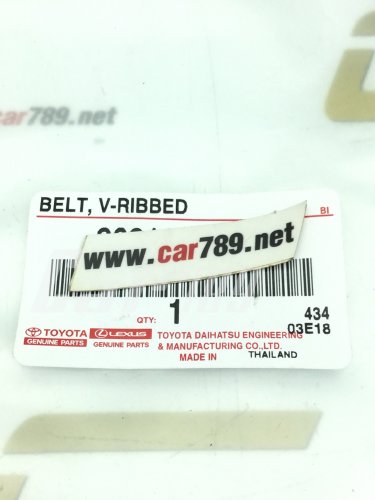 car789.net
BELT, V-RIBBED
BI
www.car789.net
QTY: 1
434
03E18
TOYOTA
GENUINE PARTS
LEXUS
GENUINE PARTS
TOYOTA DAIHATSU ENGINEERING
& MANUFACTURING CO.,LTD.
MADE IN THAILAND